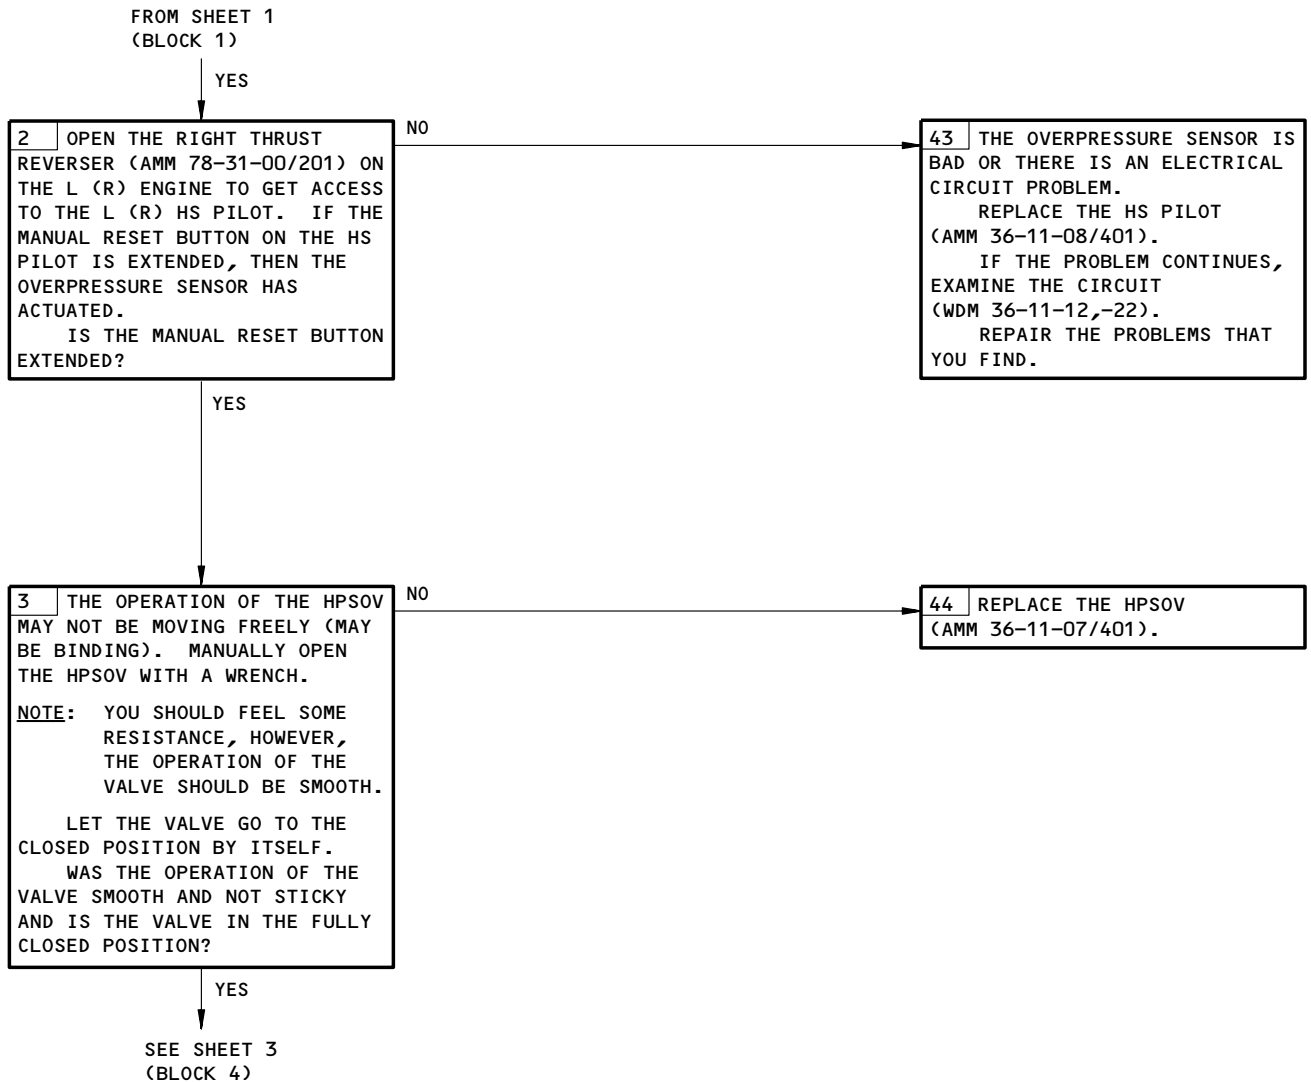 FROM SHEET 1
(BLOCK 1)
YES
2 OPEN THE RIGHT THRUST
REVERSER (AMM 78-31-00/201) ON
THE L (R) ENGINE TO GET ACCESS
TO THE L (R) HS PILOT. IF THE
MANUAL RESET BUTTON ON THE HS
PILOT IS EXTENDED, THEN THE
OVERPRESSURE SENSOR HAS
ACTUATED.
IS THE MANUAL RESET BUTTON
EXTENDED?
NO
43 THE OVERPRESSURE SENSOR IS
BAD OR THERE IS AN ELECTRICAL
CIRCUIT PROBLEM.
REPLACE THE HS PILOT
(AMM 36-11-08/401).
IF THE PROBLEM CONTINUES,
EXAMINE THE CIRCUIT
(WDM 36-11-12,-22).
REPAIR THE PROBLEMS THAT
YOU FIND.
YES
3 THE OPERATION OF THE HPSOV
MAY NOT BE MOVING FREELY (MAY
BE BINDING). MANUALLY OPEN
THE HPSOV WITH A WRENCH.
NOTE: YOU SHOULD FEEL SOME
RESISTANCE, HOWEVER,
THE OPERATION OF THE
VALVE SHOULD BE SMOOTH.
LET THE VALVE GO TO THE
CLOSED POSITION BY ITSELF.
WAS THE OPERATION OF THE
VALVE SMOOTH AND NOT STICKY
AND IS THE VALVE IN THE FULLY
CLOSED POSITION?
NO
44 REPLACE THE HPSOV
(AMM 36-11-07/401).
YES
SEE SHEET 3
(BLOCK 4)